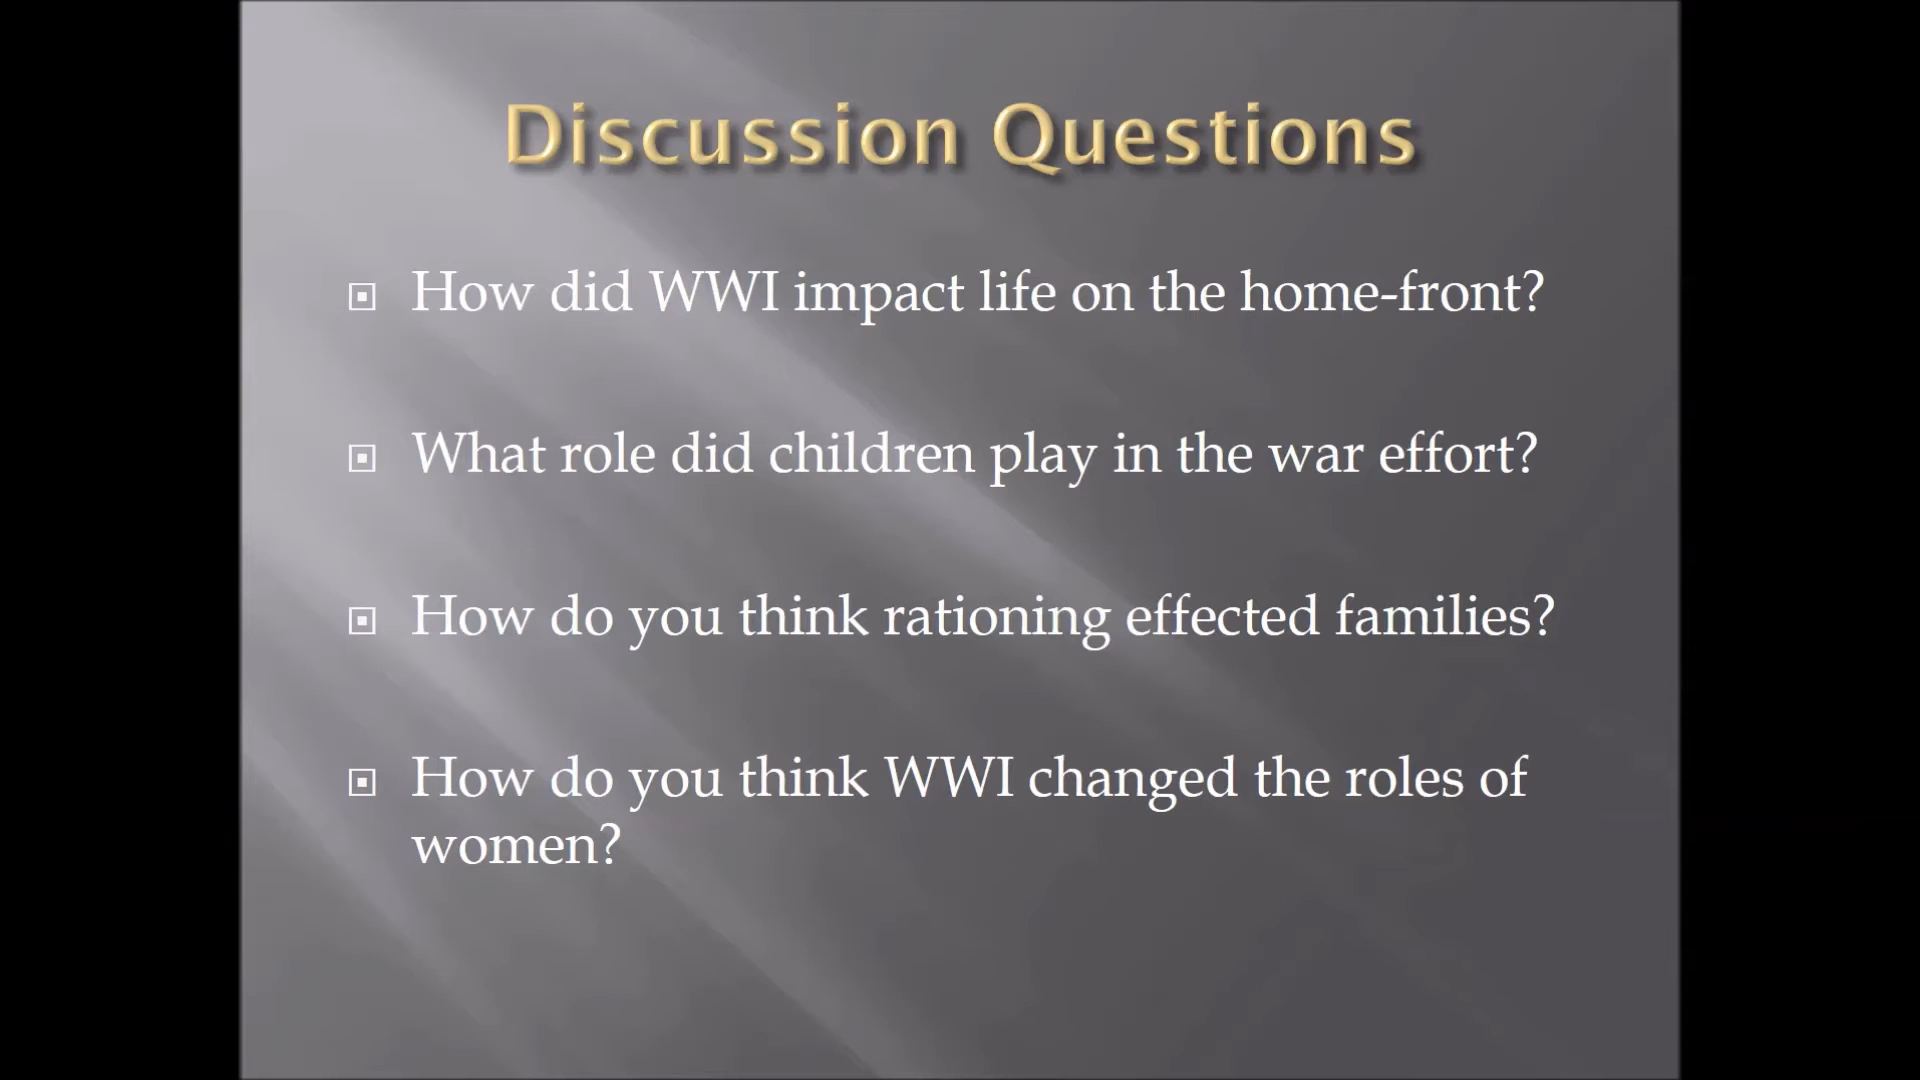 Discussion Questions
How did WWI impact life on the home-front?
What role did children play in the war effort?
How do you think rationing effected families?
How do you think WWI changed the roles of
women?